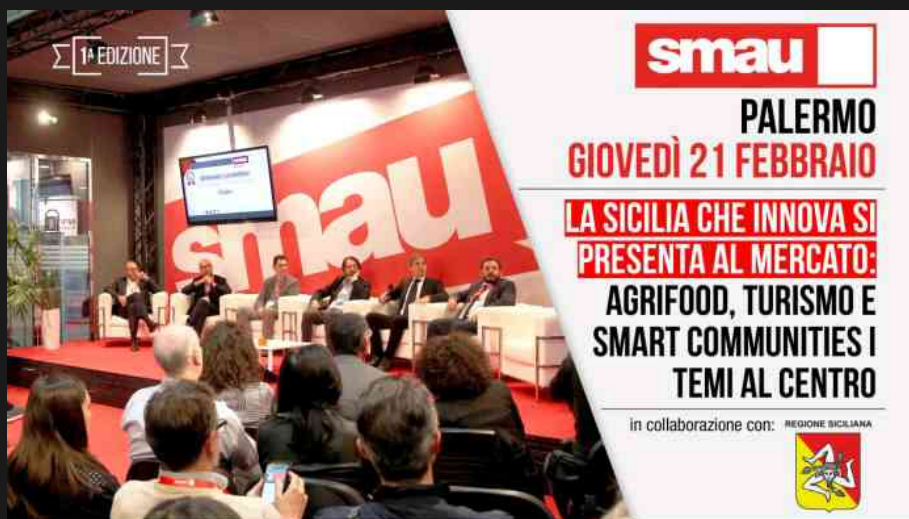 1ª EDIZIONE
smau
smau
smau
PALERMO
GIOVEDÌ 21 FEBBRAIO
LA SICILIA CHE INNOVA SI
PRESENTA AL MERCATO:
AGRIFOOD, TURISMO E
SMART COMMUNITIES I
TEMI AL CENTRO
in collaborazione con:
REGIONE SICILIANA